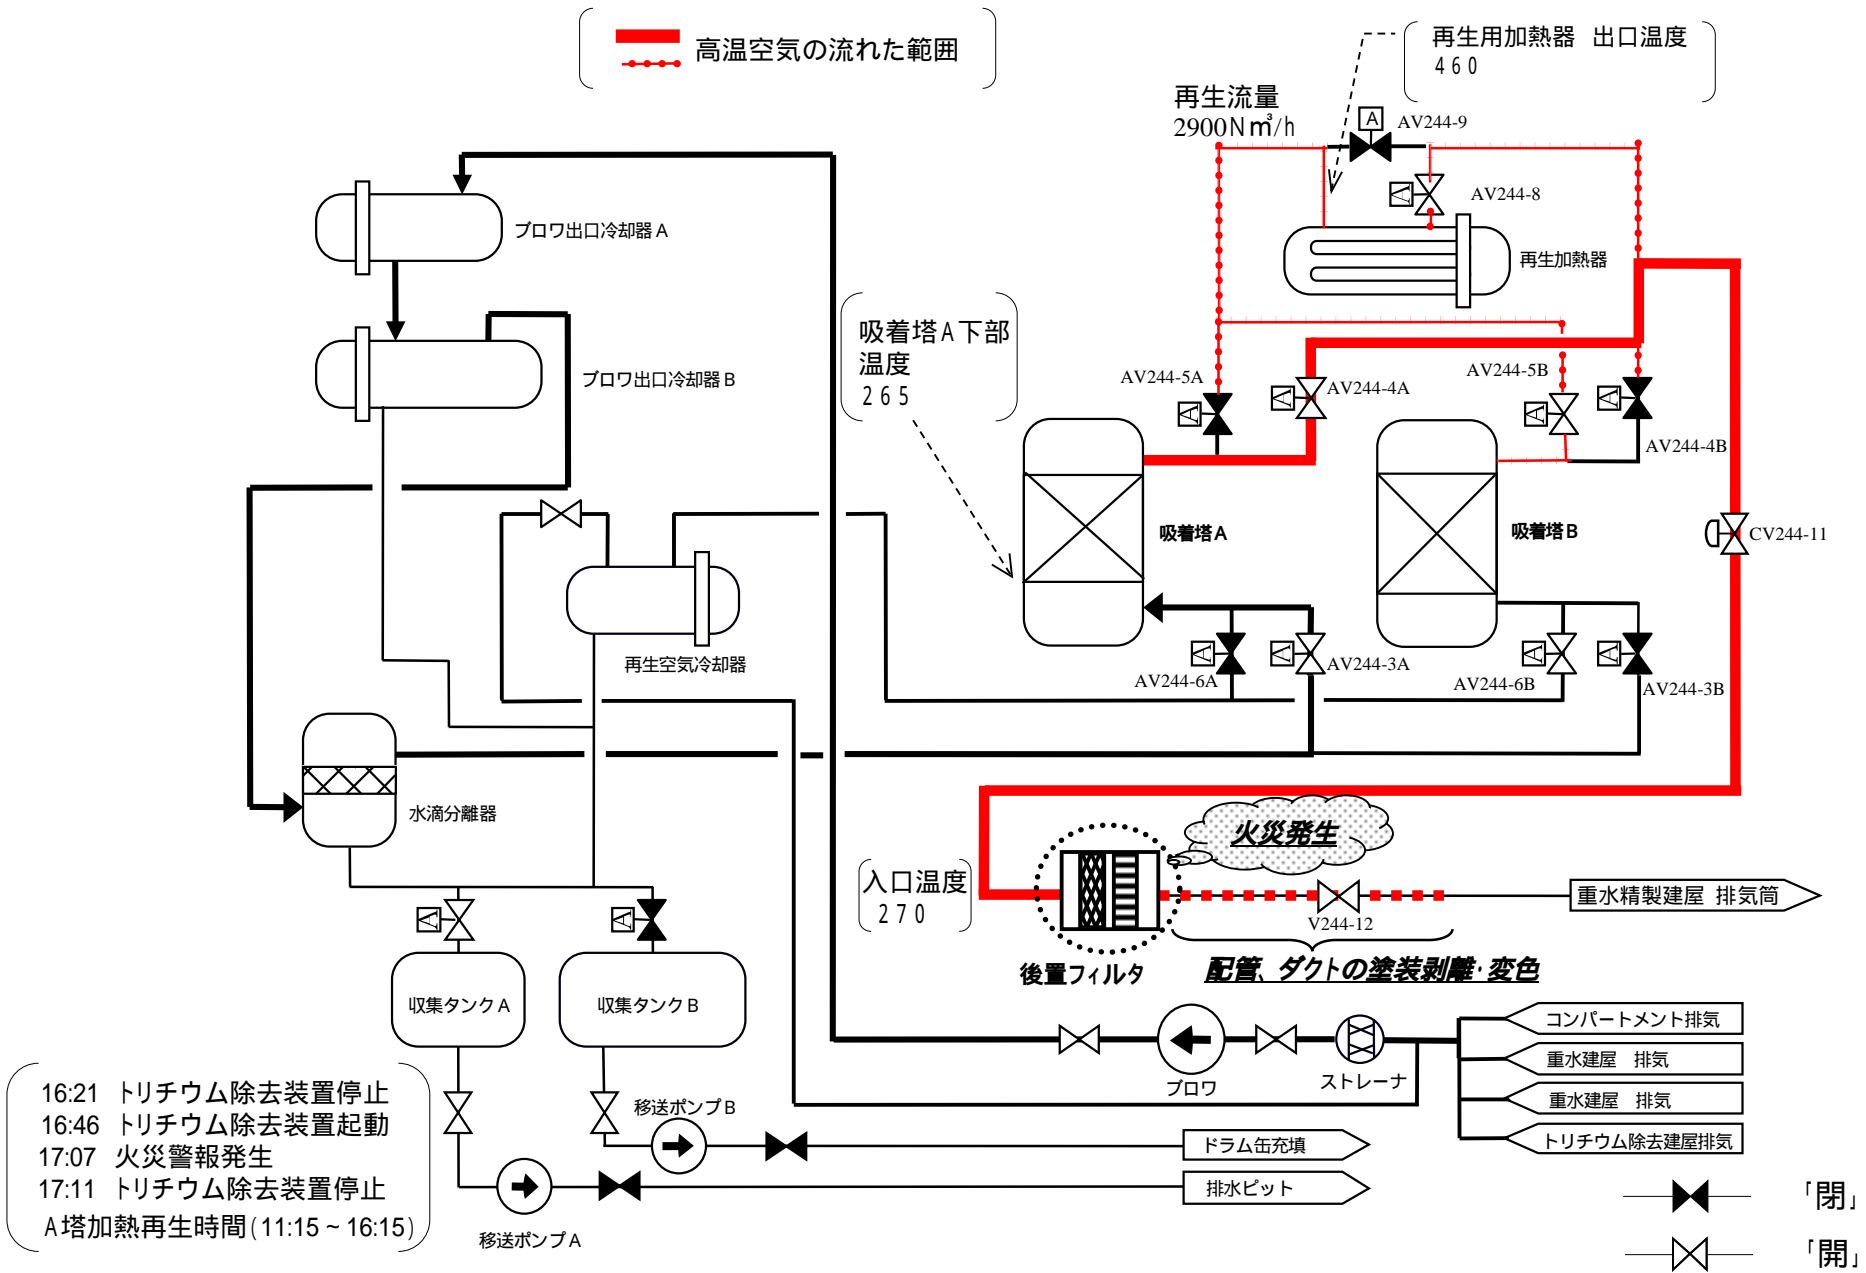 高温空気の流れた範囲
再生用加熱器 出口温度
460
再生流量
2900N㎥/h
A
AV244-9
A
AV244-8
再生加熱器
ブロワ出口冷却器A
ブロワ出口冷却器B
吸着塔A下部
温度
265
AV244-5A
A
A
AV244-4A
AV244-5B
A
A
AV244-4B
吸着塔A
吸着塔B
CV244-11
再生空気冷却器
A
AV244-6A
A
AV244-3A
A
AV244-6B
A
AV244-3B
水滴分離器
火災発生
入口温度
270
V244-12
重水精製建屋 排気筒
後置フィルタ
配管、ダクトの塗装剥離・変色
A
A
収集タンクA
収集タンクB
コンパートメント排気
重水建屋 排気
重水建屋 排気
トリチウム除去建屋排気
ブロワ
ストレーナ
16:21 トリチウム除去装置停止
16:46 トリチウム除去装置起動
17:07 火災警報発生
17:11 トリチウム除去装置停止
A塔加熱再生時間(11:15~16:15)
移送ポンプB
ドラム缶充填
排水ピット
移送ポンプA
「閉」
「開」